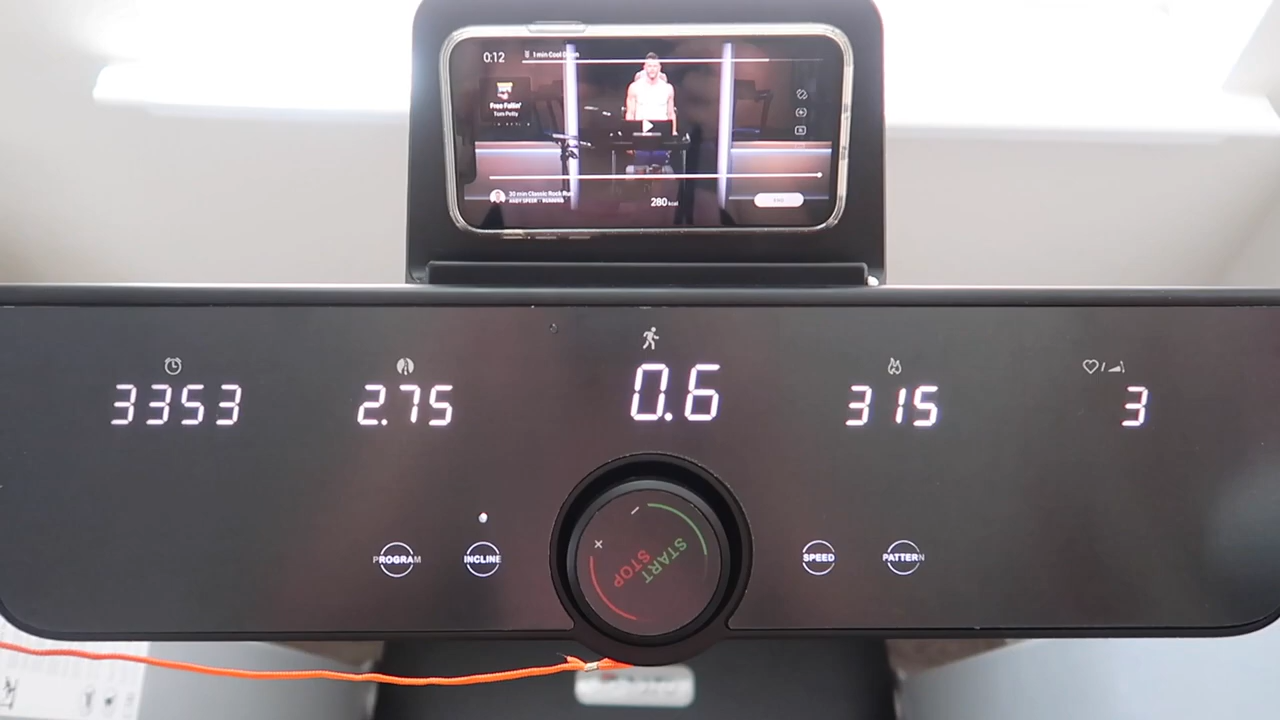 0:12
1 min Cool Down
Free Fallin'
Tom Petty
30 min Classic Rock Run
ANDY SPEER · RUNNING
280 kcal
END
3353
2.75
0.6
315
3
PROGRAM
INCLINE
START
STOP
SPEED
PATTERN